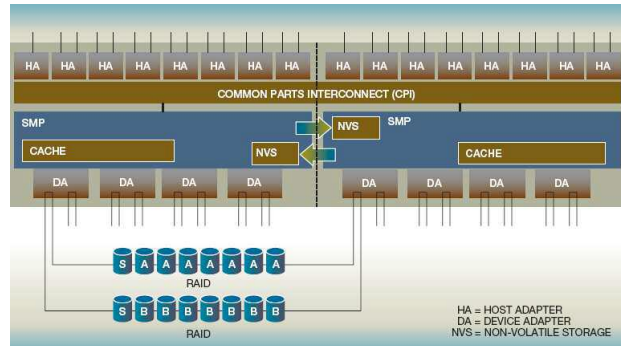 HA HA HA HA HA HA HA HA HA HA HA HA HA HA HA HA
COMMON PARTS INTERCONNECT (CPI)
SMP
CACHE
NVS
NVS
SMP
CACHE
DA DA DA DA DA DA DA DA
S A A A A A A A
RAID
S B B B B B B B
RAID
HA = HOST ADAPTER
DA = DEVICE ADAPTER
NVS = NON-VOLATILE STORAGE